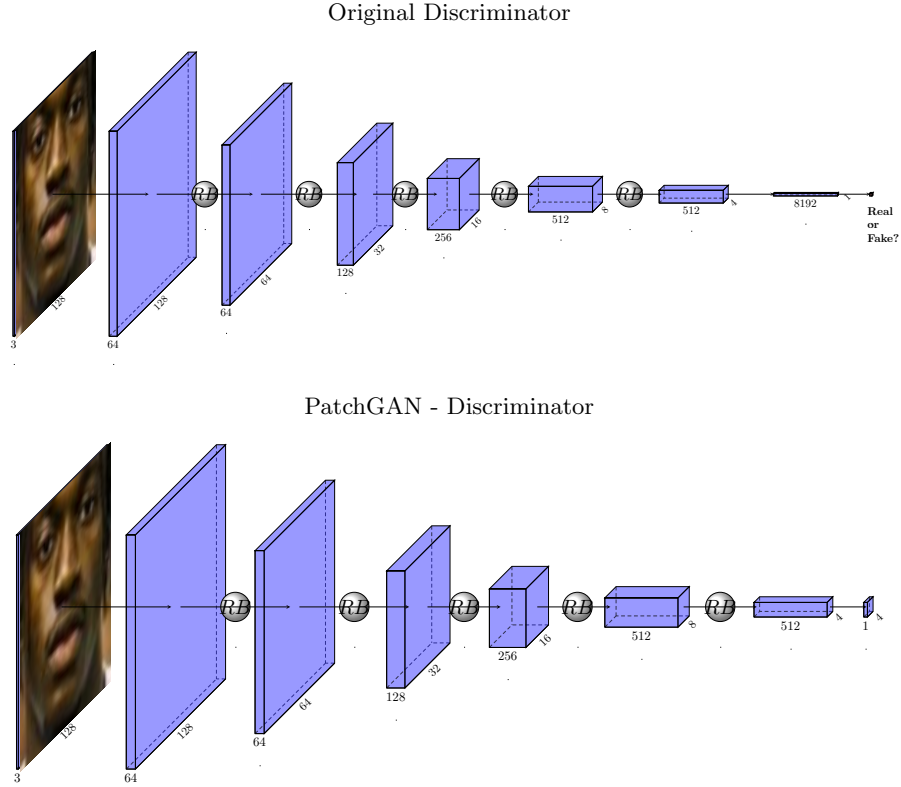 Original Discriminator
RB RB RB RB RB
3 128
64 128
64 64
128 32
256 16
512 8
512 4
8192 1
Real
or
Fake?
PatchGAN - Discriminator
RB RB RB RB RB
3 128
64 128
64 64
128 32
256 16
512 8
512 4
1 4